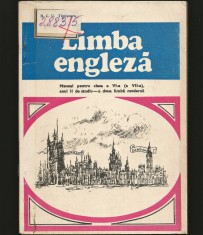 Limba
engleză
Manual pentru clasa a VI-a (a VII-a),
anul II de studiu—a doua limbă modernă